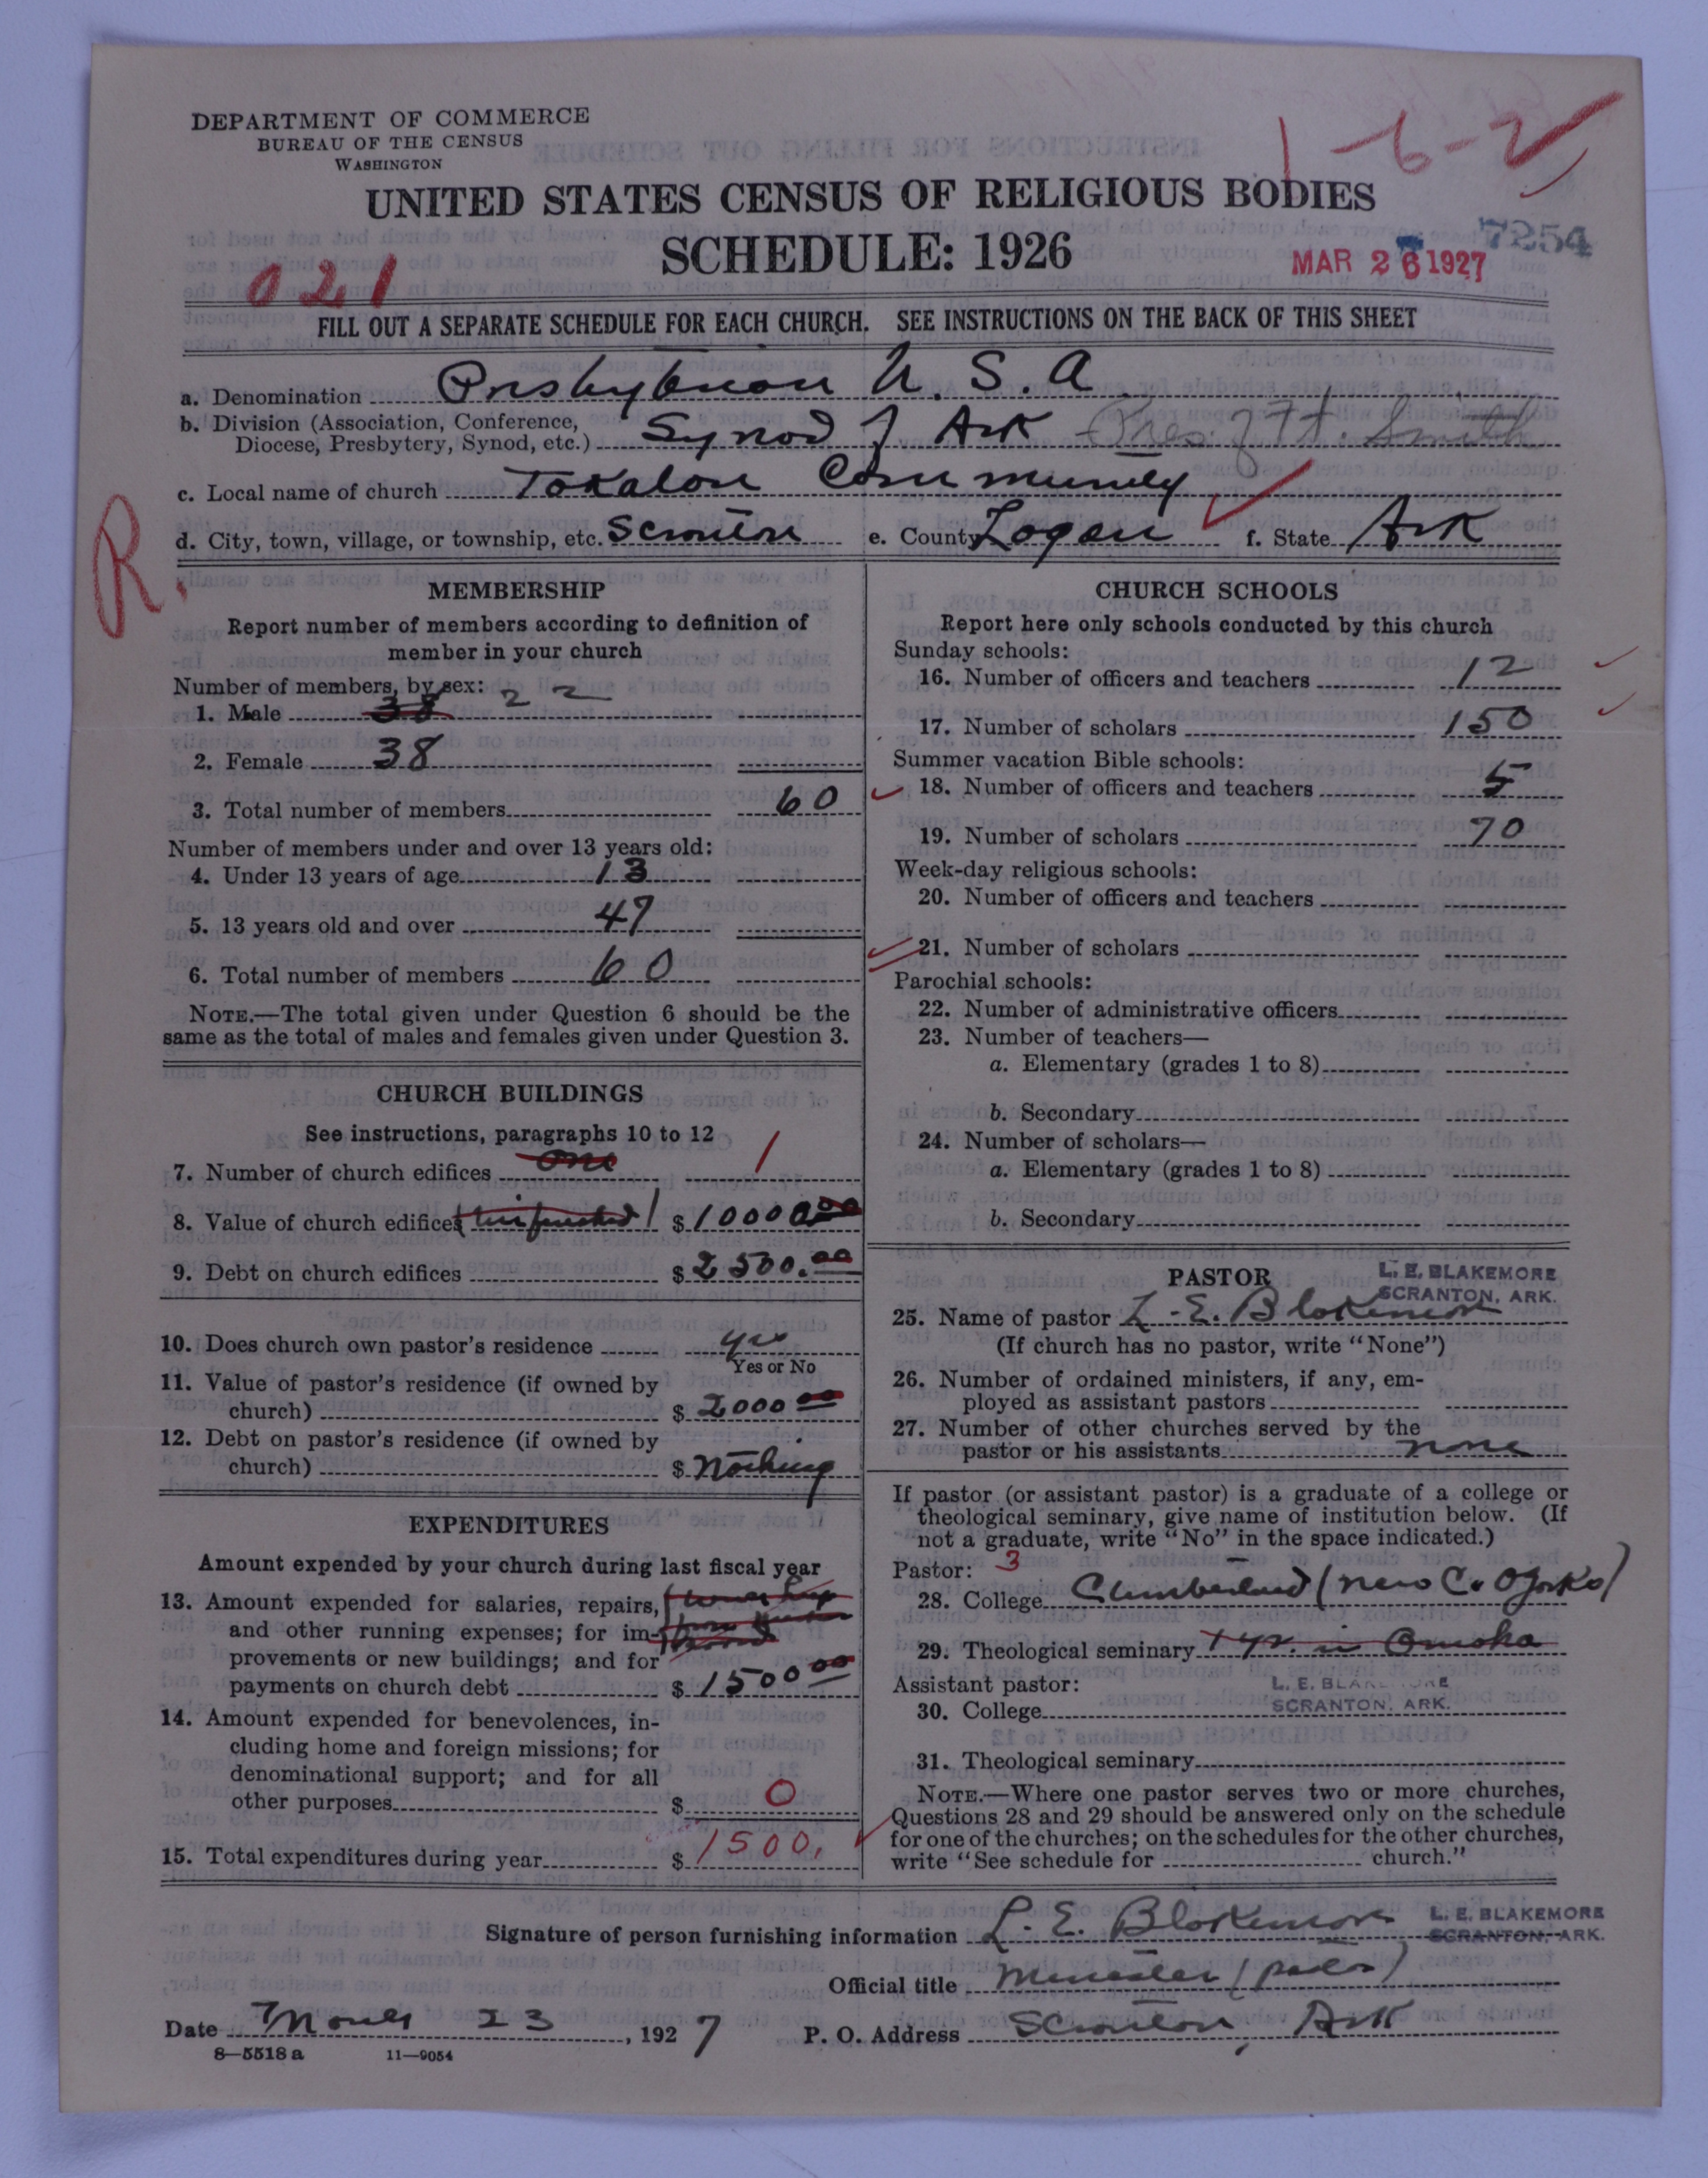 DEPARTMENT OF COMMERCE
BUREAU OF THE CENSUS
WASHINGTON
1-6-2
UNITED STATES CENSUS OF RELIGIOUS BODIES
SCHEDULE: 1926
7254
MAR 26 1927
021
FILL OUT A SEPARATE SCHEDULE FOR EACH CHURCH. SEE INSTRUCTIONS ON THE BACK OF THIS SHEET
a. Denomination Presbyterian U. S. A
b. Division (Association, Conference,
Diocese, Presbytery, Synod, etc.) Synod of Ark Pres. of Ft. Smith
c. Local name of church Tokalon Community
R.
d. City, town, village, or township, etc. Scranton e. County Logan f. State Ark
MEMBERSHIP
Report number of members according to definition of
member in your church
Number of members, by sex:
1. Male 38 22
2. Female 38
3. Total number of members 60
Number of members under and over 13 years old:
4. Under 13 years of age 13
5. 13 years old and over 47
6. Total number of members 60
NOTE.—The total given under Question 6 should be the
same as the total of males and females given under Question 3.
CHURCH BUILDINGS
See instructions, paragraphs 10 to 12
7. Number of church edifices one 1
8. Value of church edifices (unfinished) $ 10000.00
9. Debt on church edifices $ 2500.00
10. Does church own pastor's residence yes
Yes or No
11. Value of pastor's residence (if owned by
church) $ 2000 00
12. Debt on pastor's residence (if owned by
church) $ Nothing
EXPENDITURES
Amount expended by your church during last fiscal year
13. Amount expended for salaries, repairs,
and other running expenses; for im-
provements or new buildings; and for
payments on church debt $ 1500 00
14. Amount expended for benevolences, in-
cluding home and foreign missions; for
denominational support; and for all
other purposes $ 0
15. Total expenditures during year $ 1500.
CHURCH SCHOOLS
Report here only schools conducted by this church
Sunday schools:
16. Number of officers and teachers 12
17. Number of scholars 150
Summer vacation Bible schools:
18. Number of officers and teachers 5
19. Number of scholars 70
Week-day religious schools:
20. Number of officers and teachers
21. Number of scholars
Parochial schools:
22. Number of administrative officers
23. Number of teachers—
a. Elementary (grades 1 to 8)
b. Secondary
24. Number of scholars—
a. Elementary (grades 1 to 8)
b. Secondary
PASTOR
L. E. BLAKEMORE
SCRANTON, ARK.
25. Name of pastor L. E. Blakemore
(If church has no pastor, write "None")
26. Number of ordained ministers, if any, em-
ployed as assistant pastors
27. Number of other churches served by the
pastor or his assistants none
If pastor (or assistant pastor) is a graduate of a college or
theological seminary, give name of institution below. (If
not a graduate, write "No" in the space indicated.)
Pastor: 3
28. College Cumberland (now C. Ozarks)
29. Theological seminary 1 yr. in Omaha
Assistant pastor:
L. E. BLAKEMORE
SCRANTON, ARK.
30. College
31. Theological seminary
NOTE.—Where one pastor serves two or more churches,
Questions 28 and 29 should be answered only on the schedule
for one of the churches; on the schedules for the other churches,
write "See schedule for church."
Signature of person furnishing information L. E. Blakemore
L. E. BLAKEMORE
SCRANTON, ARK.
Official title Minister (pastor)
Date March 23, 1927 P. O. Address Scranton, Ark
8—5518 a 11—9054